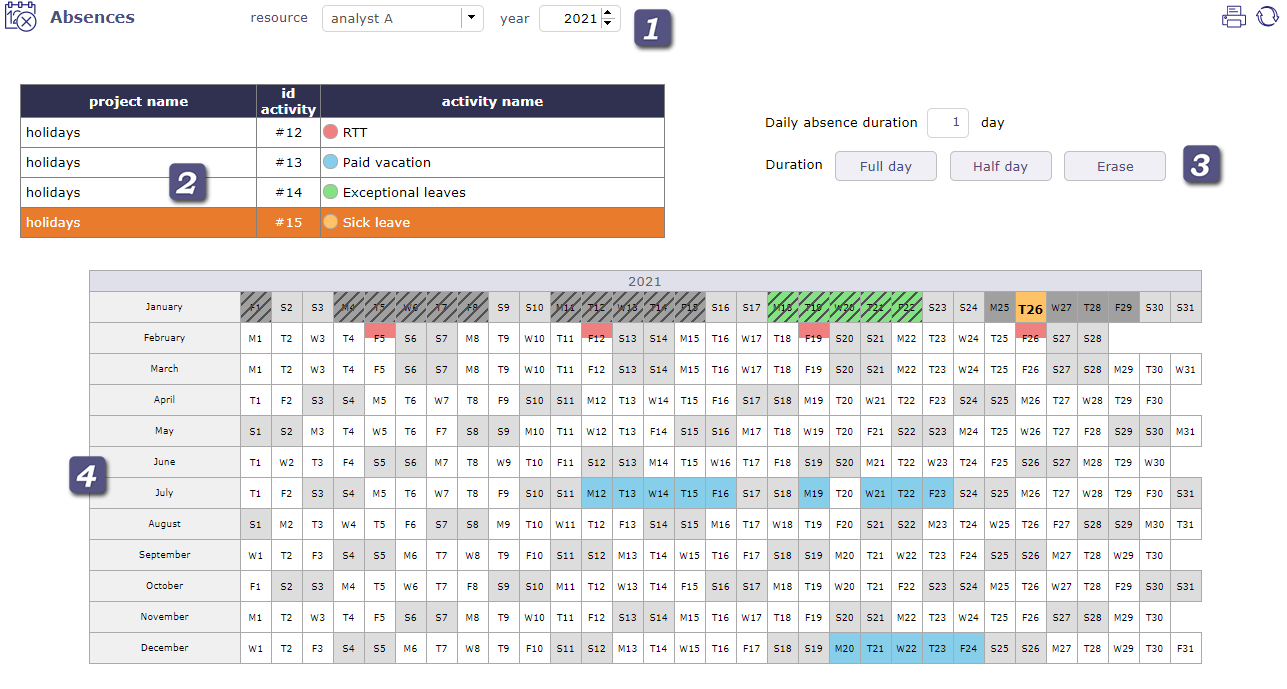 Absences resource analyst A year 2021 1
project name id activity activity name
holidays #12 RTT
holidays #13 Paid vacation
holidays #14 Exceptional leaves
holidays #15 Sick leave
2
Daily absence duration 1 day
Duration Full day Half day Erase 3
2021
January F1 S2 S3 M4 T5 W6 T7 F8 S9 S10 M11 T12 W13 T14 F15 S16 S17 M18 T19 W20 T21 F22 S23 S24 M25 T26 W27 T28 F29 S30 S31
February M1 T2 W3 T4 F5 S6 S7 M8 T9 W10 T11 F12 S13 S14 M15 T16 W17 T18 F19 S20 S21 M22 T23 W24 T25 F26 S27 S28
March M1 T2 W3 T4 F5 S6 S7 M8 T9 W10 T11 F12 S13 S14 M15 T16 W17 T18 F19 S20 S21 M22 T23 W24 T25 F26 S27 S28 M29 T30 W31
April T1 F2 S3 S4 M5 T6 W7 T8 F9 S10 S11 M12 T13 W14 T15 F16 S17 S18 M19 T20 W21 T22 F23 S24 S25 M26 T27 W28 T29 F30
May S1 S2 M3 T4 W5 T6 F7 S8 S9 M10 T11 W12 T13 F14 S15 S16 M17 T18 W19 T20 F21 S22 S23 M24 T25 W26 T27 F28 S29 S30 M31
June T1 W2 T3 F4 S5 S6 M7 T8 W9 T10 F11 S12 S13 M14 T15 W16 T17 F18 S19 S20 M21 T22 W23 T24 F25 S26 S27 M28 T29 W30
4
July T1 F2 S3 S4 M5 T6 W7 T8 F9 S10 S11 M12 T13 W14 T15 F16 S17 S18 M19 T20 W21 T22 F23 S24 S25 M26 T27 W28 T29 F30 S31
August S1 M2 T3 W4 T5 F6 S7 S8 M9 T10 W11 T12 F13 S14 S15 M16 T17 W18 T19 F20 S21 S22 M23 T24 W25 T26 F27 S28 S29 M30 T31
September W1 T2 F3 S4 S5 M6 T7 W8 T9 F10 S11 S12 M13 T14 W15 T16 F17 S18 S19 M20 T21 W22 T23 F24 S25 S26 M27 T28 W29 T30
October F1 S2 S3 M4 T5 W6 T7 F8 S9 S10 M11 T12 W13 T14 F15 S16 S17 M18 T19 W20 T21 F22 S23 S24 M25 T26 W27 T28 F29 S30 S31
November M1 T2 W3 T4 F5 S6 S7 M8 T9 W10 T11 F12 S13 S14 M15 T16 W17 T18 F19 S20 S21 M22 T23 W24 T25 F26 S27 S28 M29 T30
December W1 T2 F3 S4 S5 M6 T7 W8 T9 F10 S11 S12 M13 T14 W15 T16 F17 S18 S19 M20 T21 W22 T23 F24 S25 S26 M27 T28 W29 T30 F31